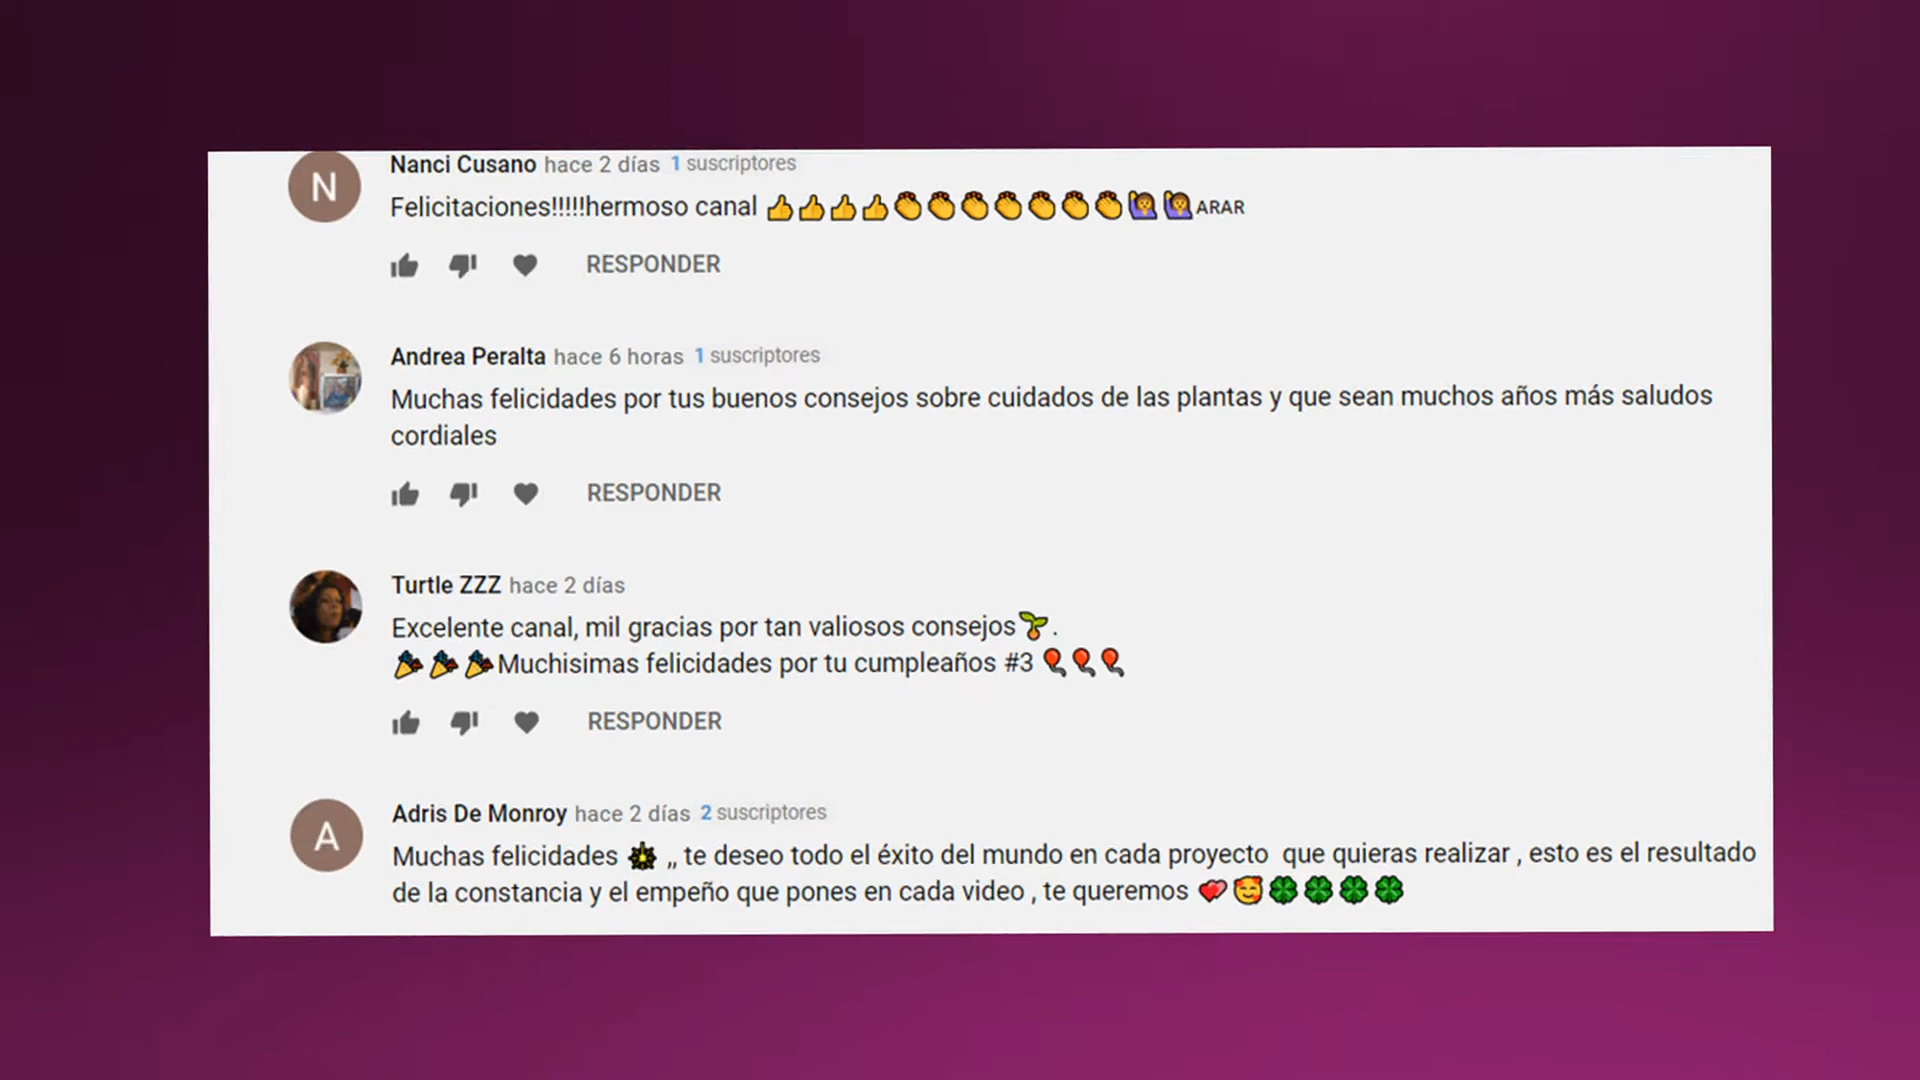 N
Nanci Cusano hace 2 días 1 suscriptores
Felicitaciones!!!!!hermoso canal 👍👍👍👍👏👏👏👏👏👏👏🙋‍♀️🙋‍♀️ARAR
RESPONDER
Andrea Peralta hace 6 horas 1 suscriptores
Muchas felicidades por tus buenos consejos sobre cuidados de las plantas y que sean muchos años más saludos
cordiales
RESPONDER
Turtle ZZZ hace 2 días
Excelente canal, mil gracias por tan valiosos consejos🌱.
🎉🎉🎉Muchisimas felicidades por tu cumpleaños #3 🎈🎈🎈
RESPONDER
A
Adris De Monroy hace 2 días 2 suscriptores
Muchas felicidades ☀ ,, te deseo todo el éxito del mundo en cada proyecto  que quieras realizar , esto es el resultado
de la constancia y el empeño que pones en cada video , te queremos 💕🥰🍀🍀🍀🍀